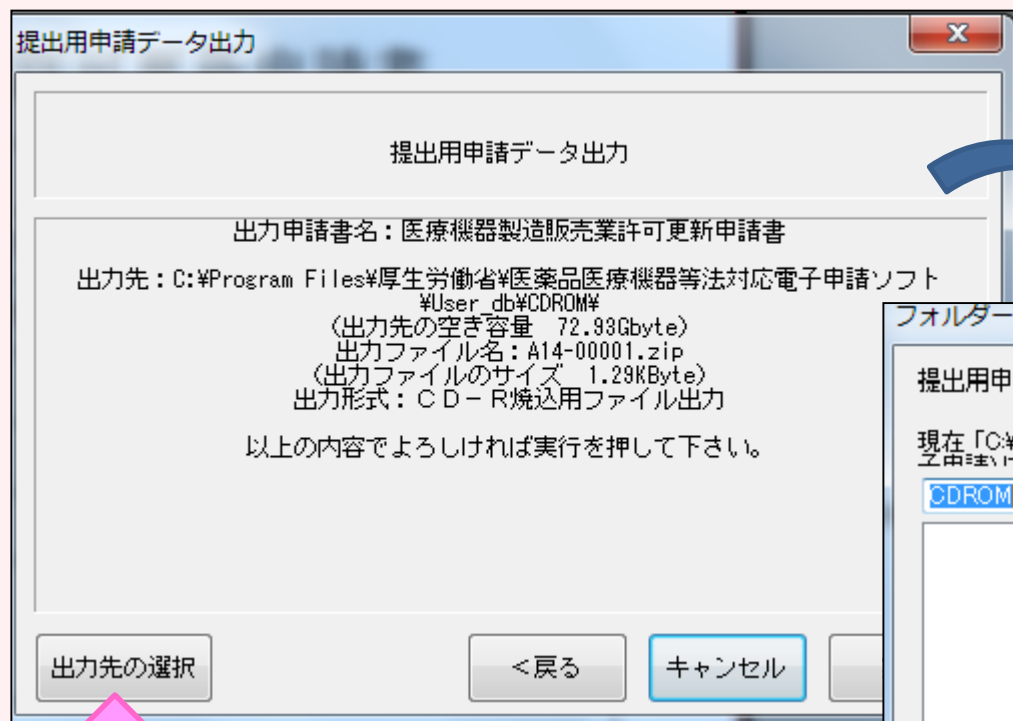 提出用申請データ出力
提出用申請データ出力
出力申請書名：医療機器製造販売業許可更新申請書
出力先：C:¥Program Files¥厚生労働省¥医薬品医療機器等法対応電子申請ソフト
¥User_db¥CDROM¥
（出力先の空き容量　72.93Gbyte）
出力ファイル名：A14-00001.zip
（出力ファイルのサイズ　1.29KByte）
出力形式：ＣＤ－Ｒ焼込用ファイル出力
以上の内容でよろしければ実行を押して下さい。
出力先の選択
<戻る
キャンセル
フォルダー
提出用申
現在「C:¥
CDROM